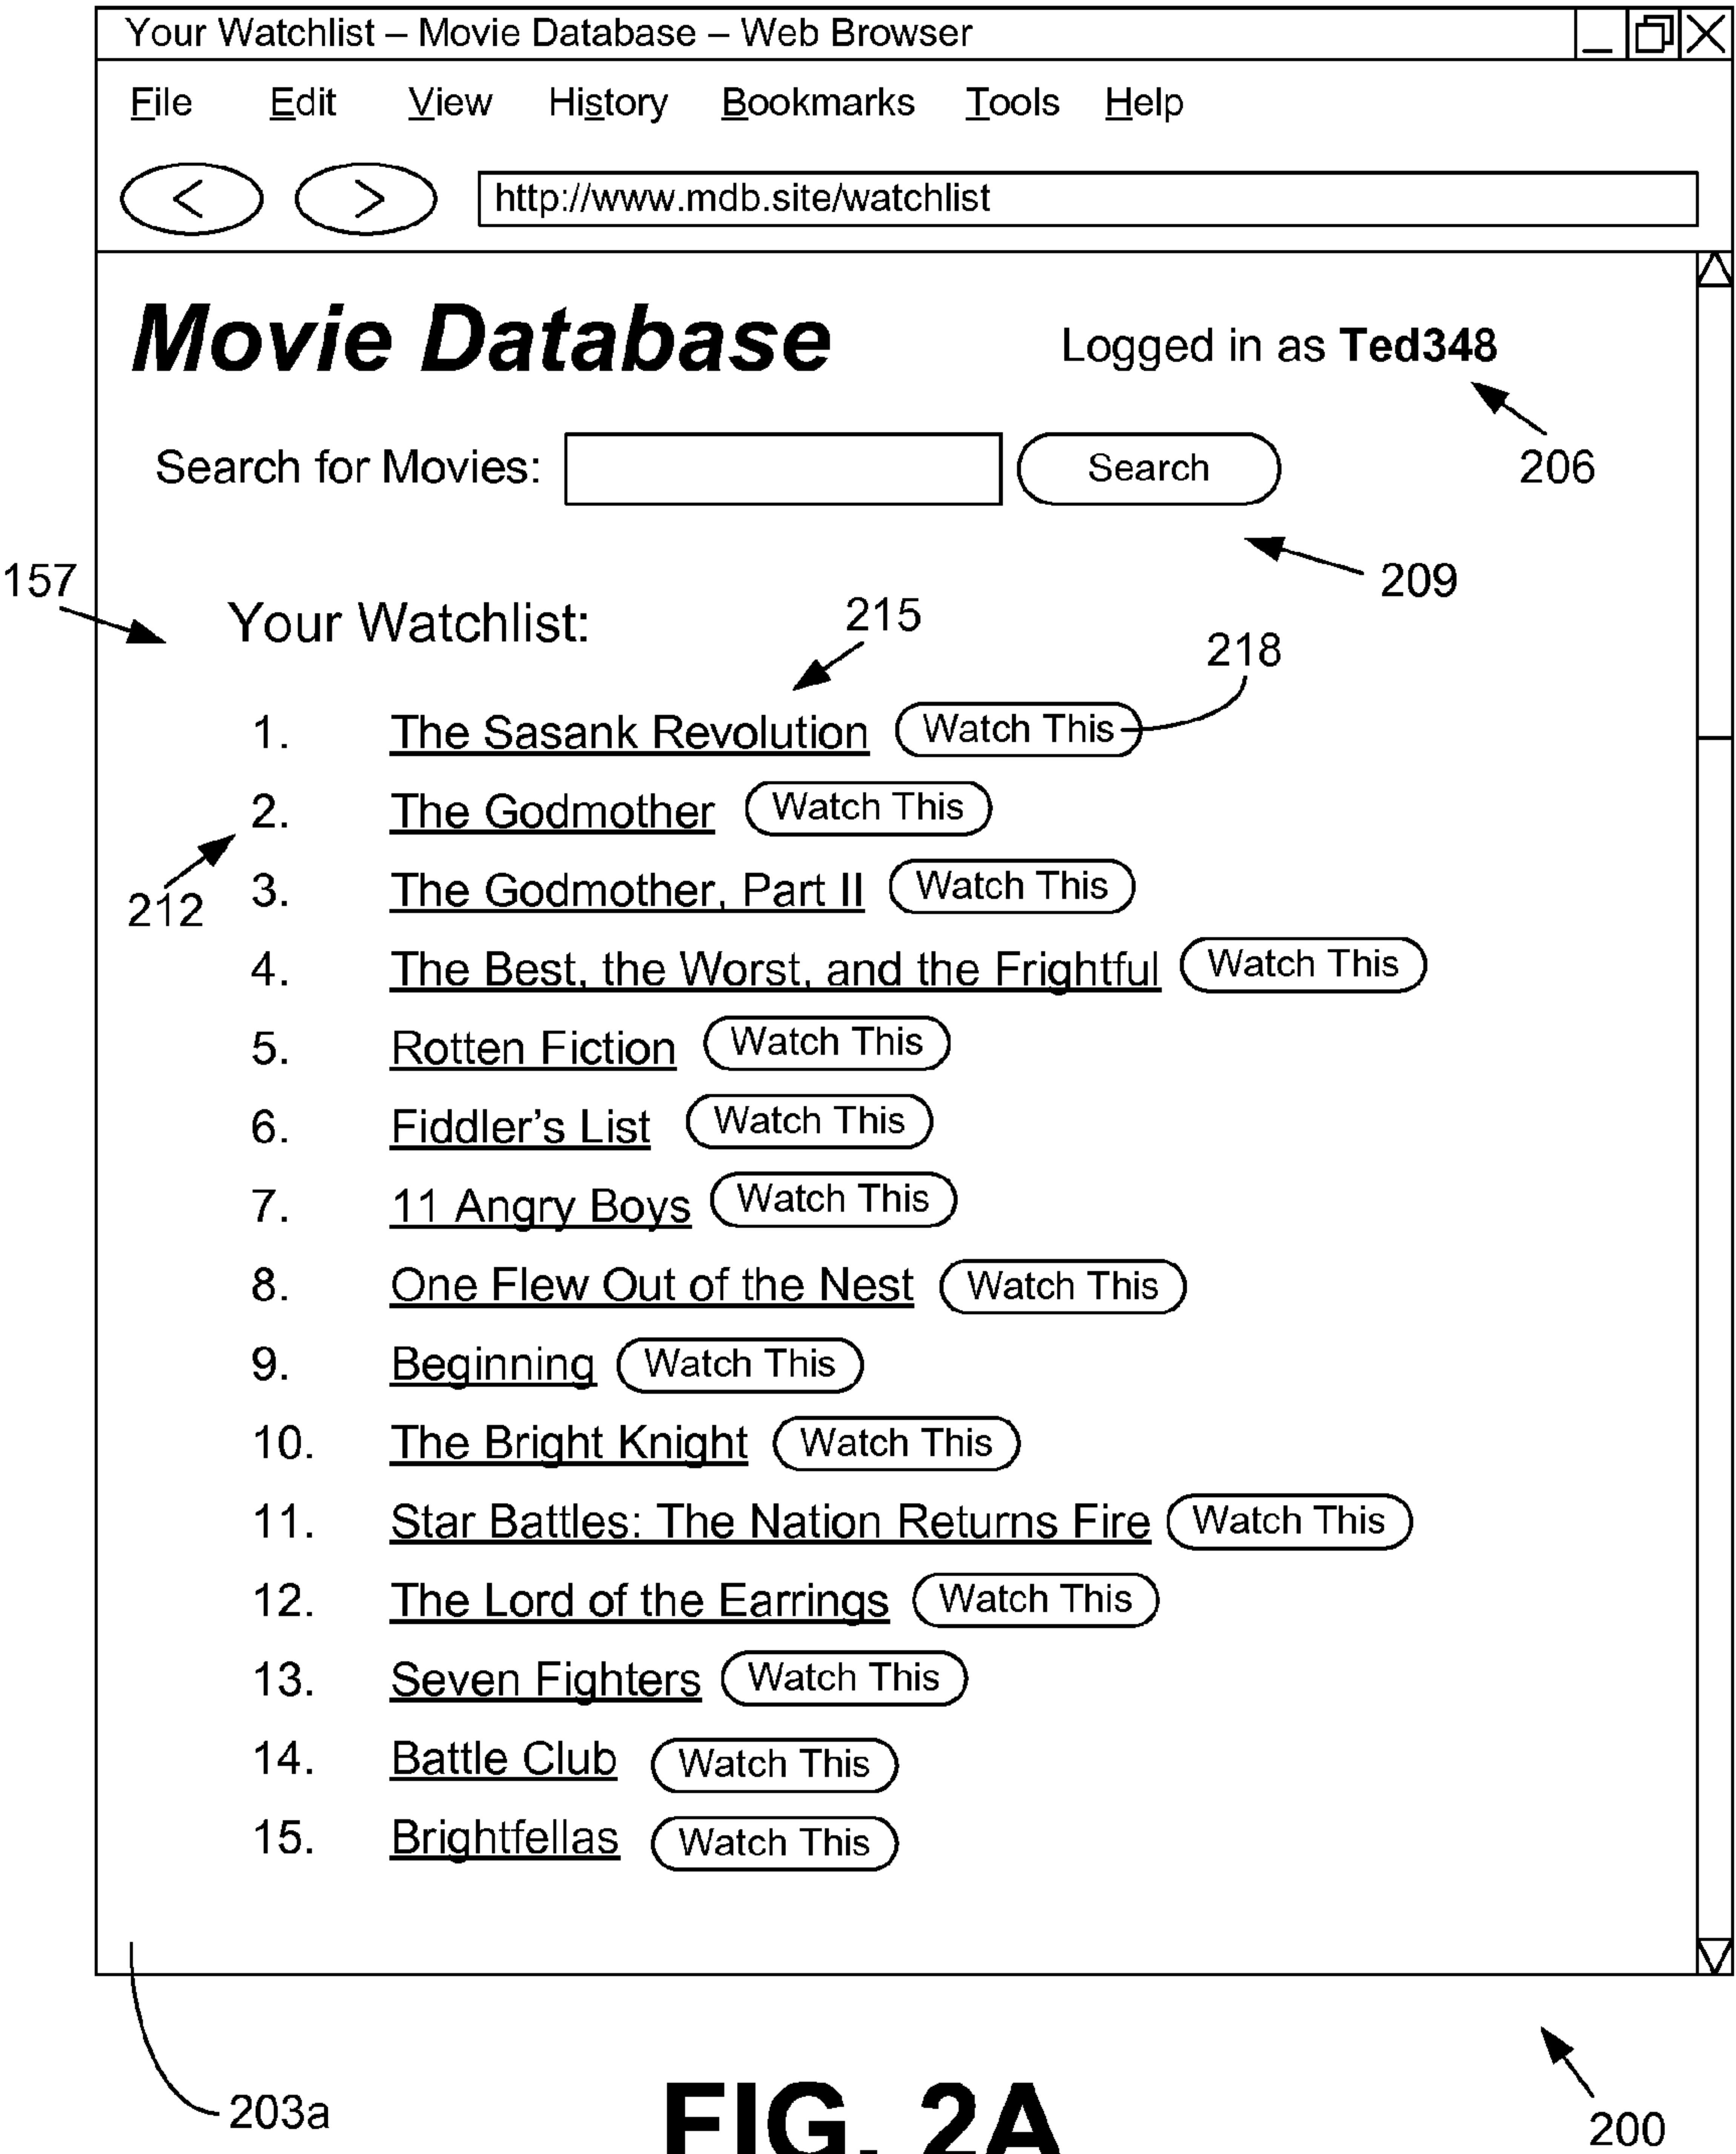 Your Watchlist – Movie Database – Web Browser
File Edit View History Bookmarks Tools Help
< > http://www.mdb.site/watchlist
Movie Database Logged in as Ted348
206
Search for Movies: Search
209
157
Your Watchlist:
215
218
1. The Sasank Revolution Watch This
2. The Godmother Watch This
212
3. The Godmother, Part II Watch This
4. The Best, the Worst, and the Frightful Watch This
5. Rotten Fiction Watch This
6. Fiddler's List Watch This
7. 11 Angry Boys Watch This
8. One Flew Out of the Nest Watch This
9. Beginning Watch This
10. The Bright Knight Watch This
11. Star Battles: The Nation Returns Fire Watch This
12. The Lord of the Earrings Watch This
13. Seven Fighters Watch This
14. Battle Club Watch This
15. Brightfellas Watch This
203a
FIG. 2A
200